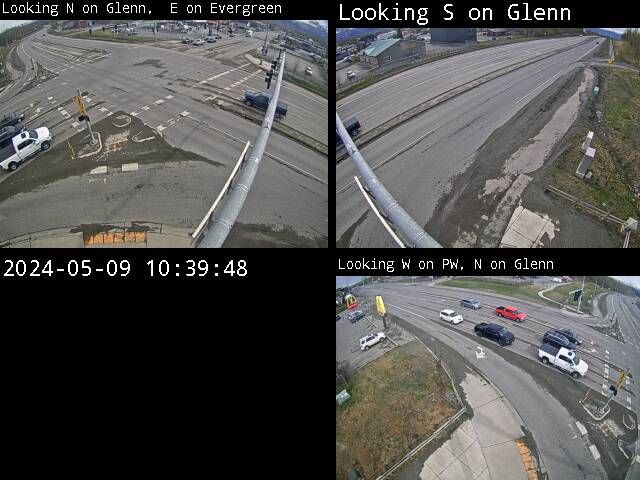 Looking N on Glenn,  E on Evergreen
Looking S on Glenn
2024-05-09 10:39:48
Looking W on PW, N on Glenn